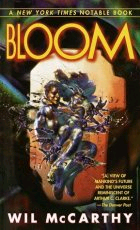 A NEW YORK TIMES NOTABLE BOOK
BLOOM
"[A] VIEW OF
MANKIND'S FUTURE
AND THE UNIVERSE
REMINISCENT OF
ARTHUR C. CLARKE."
—The Denver Post
WIL McCARTHY